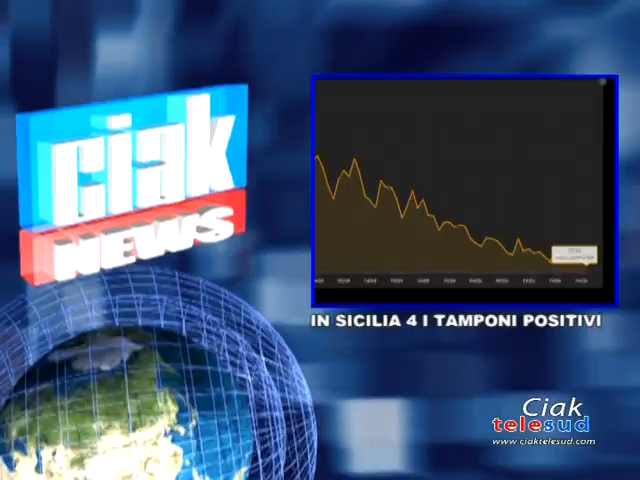 ciak
NEWS
IN SICILIA 4 I TAMPONI POSITIVI
Ciak
telesud
www.ciaktelesud.com